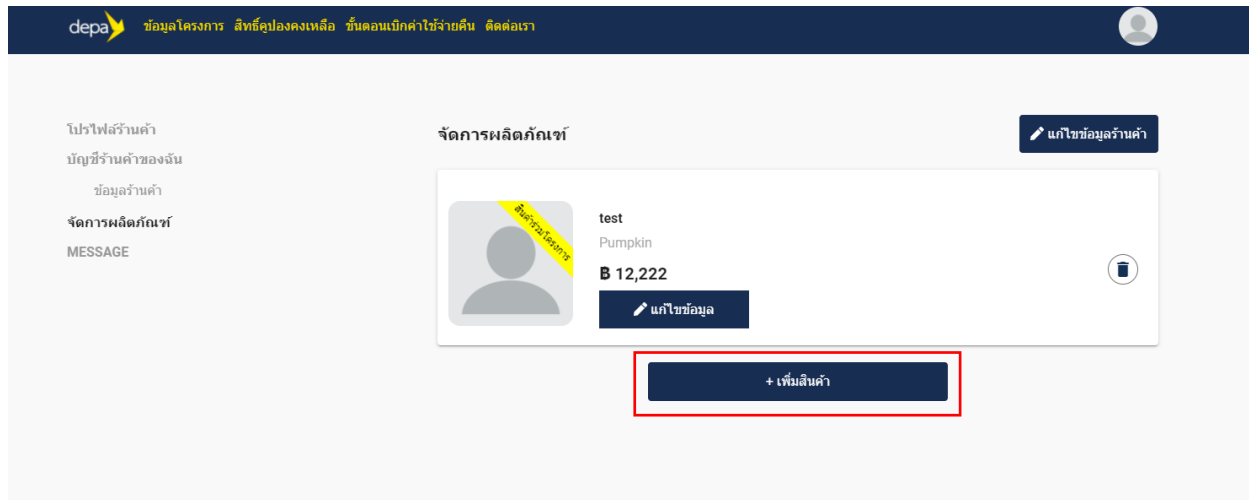 depa ข้อมูลโครงการ สิทธิ์คูปองคงเหลือ ขั้นตอนเบิกค่าใช้จ่ายคืน ติดต่อเรา
โปรไฟล์ร้านค้า
บัญชีร้านค้าของฉัน
ข้อมูลร้านค้า
จัดการผลิตภัณฑ์
MESSAGE
จัดการผลิตภัณฑ์
แก้ไขข้อมูลร้านค้า
สินค้าร่วมโครงการ
test
Pumpkin
฿ 12,222
แก้ไขข้อมูล
+ เพิ่มสินค้า